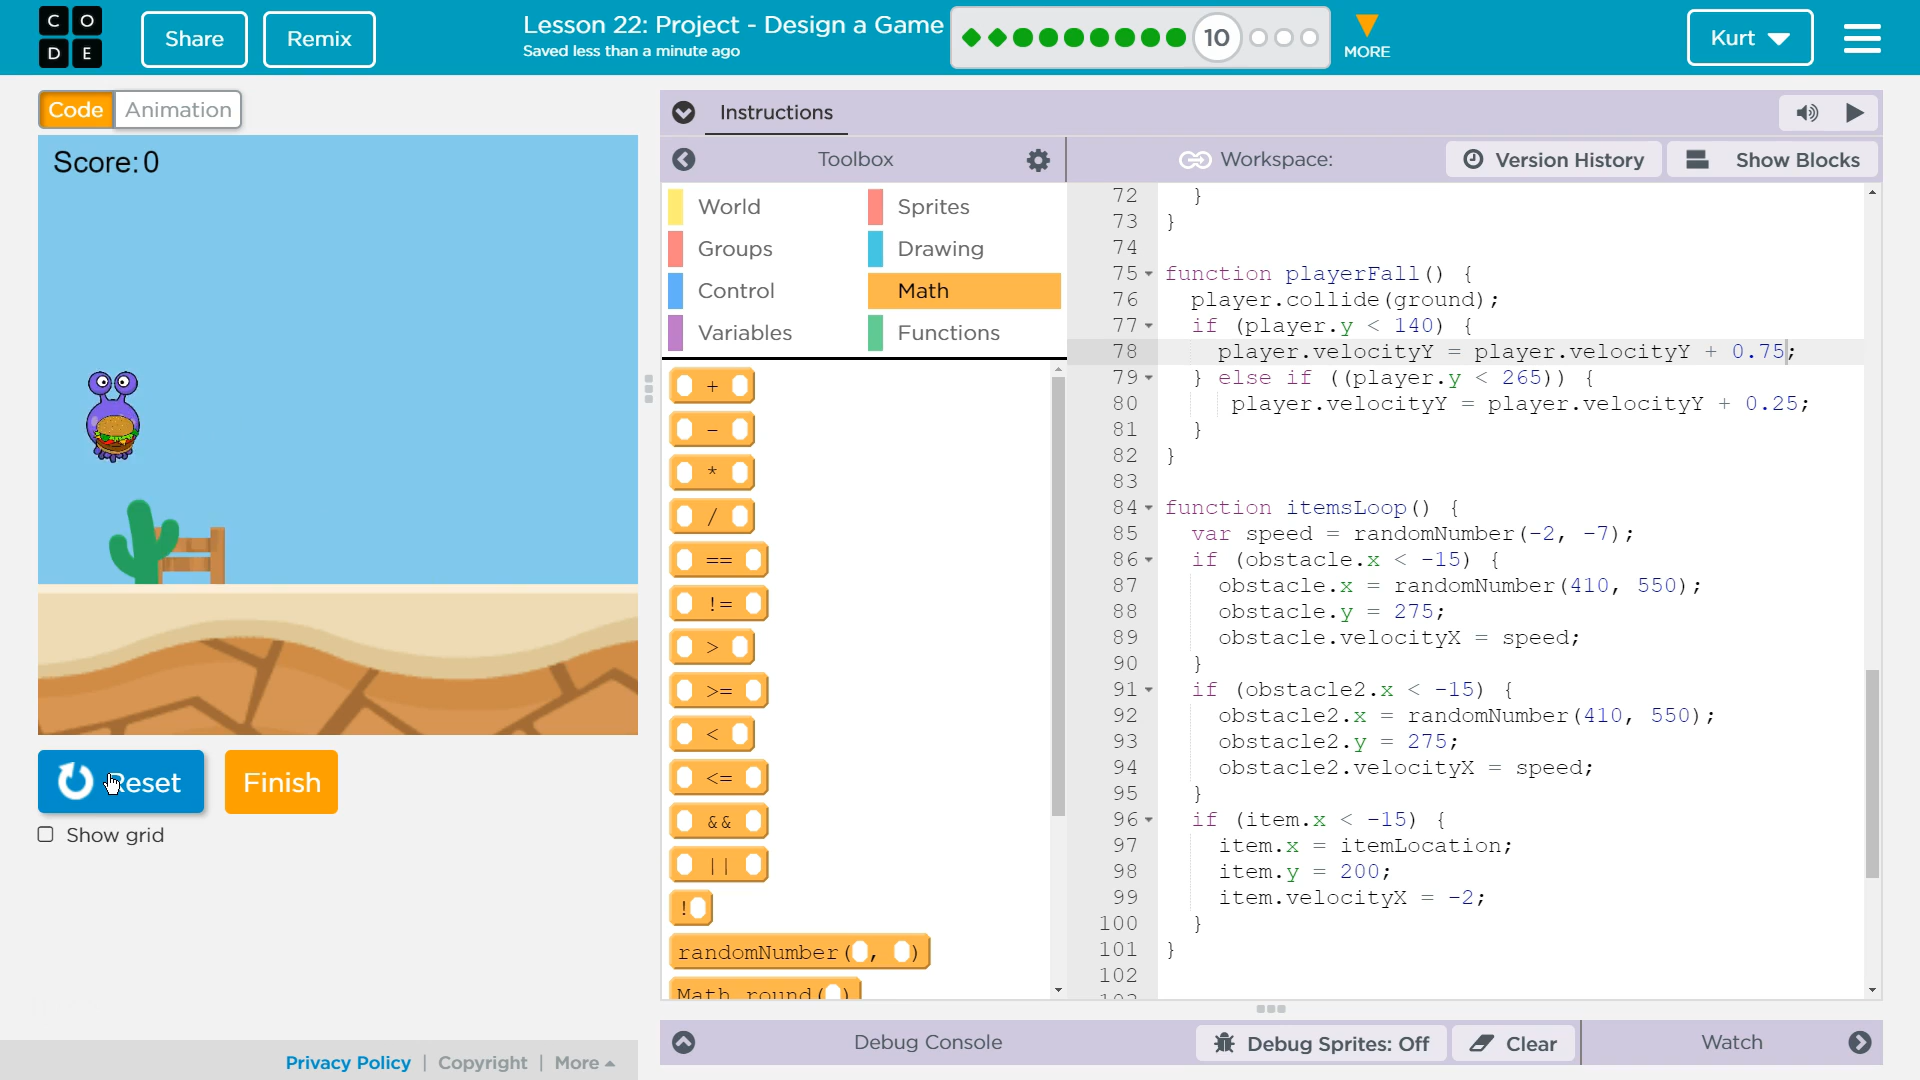 C O
D E
Share
Remix
Lesson 22: Project - Design a Game
Saved less than a minute ago
10
MORE
Kurt
Code
Animation
Score:0
Reset
Finish
Show grid
Privacy Policy | Copyright | More
Instructions
Toolbox
Workspace:
Version History
Show Blocks
World
Sprites
Groups
Drawing
Control
Math
Variables
Functions
+
-
*
/
==
!=
>
>=
<
<=
&&
||
!
randomNumber( , )
Math.round( )
72 }
73 }
74
75 function playerFall() {
76 player.collide(ground);
77 if (player.y < 140) {
78 player.velocityY = player.velocityY + 0.75;
79 } else if ((player.y < 265)) {
80 player.velocityY = player.velocityY + 0.25;
81 }
82 }
83
84 function itemsLoop() {
85 var speed = randomNumber(-2, -7);
86 if (obstacle.x < -15) {
87 obstacle.x = randomNumber(410, 550);
88 obstacle.y = 275;
89 obstacle.velocityX = speed;
90 }
91 if (obstacle2.x < -15) {
92 obstacle2.x = randomNumber(410, 550);
93 obstacle2.y = 275;
94 obstacle2.velocityX = speed;
95 }
96 if (item.x < -15) {
97 item.x = itemLocation;
98 item.y = 200;
99 item.velocityX = -2;
100 }
101 }
102
103
Debug Console
Debug Sprites: Off
Clear
Watch